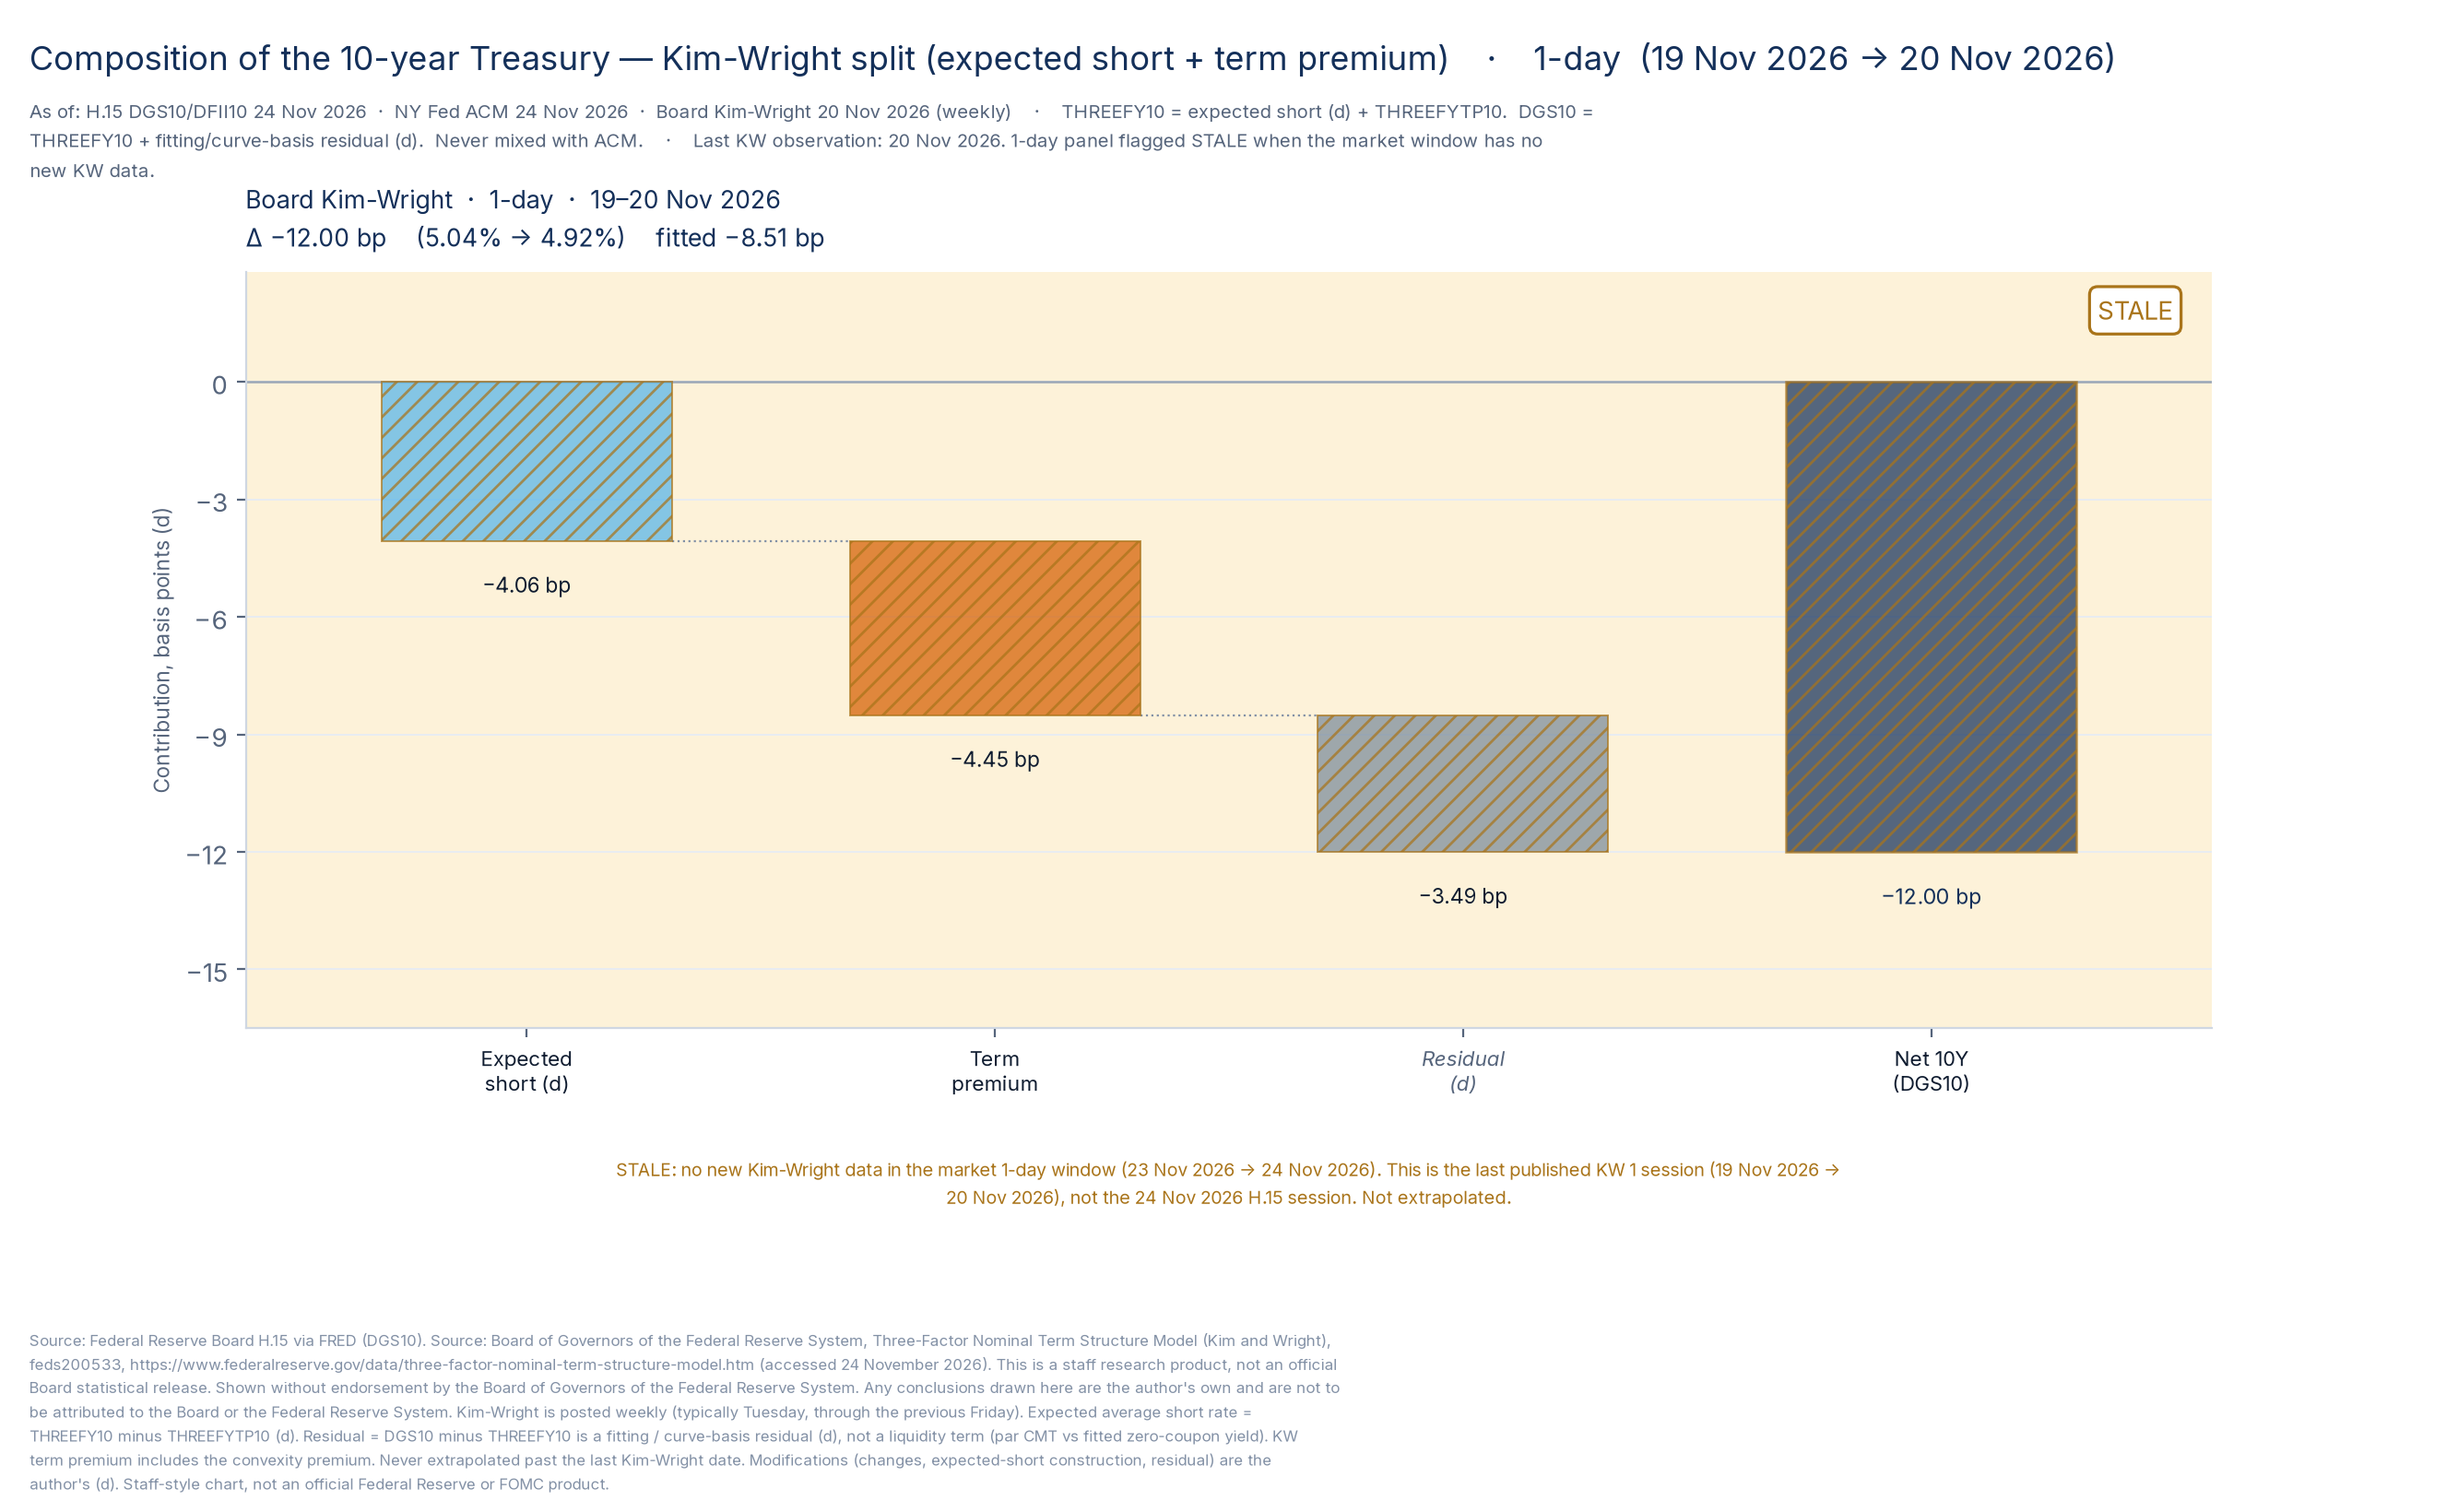 Composition of the 10-year Treasury — Kim-Wright split (expected short + term premium) · 1-day (19 Nov 2026 → 20 Nov 2026)
As of: H.15 DGS10/DFII10 24 Nov 2026 · NY Fed ACM 24 Nov 2026 · Board Kim-Wright 20 Nov 2026 (weekly) · THREEFY10 = expected short (d) + THREEFYTP10. DGS10 =
THREEFY10 + fitting/curve-basis residual (d). Never mixed with ACM. · Last KW observation: 20 Nov 2026. 1-day panel flagged STALE when the market window has no
new KW data.
Board Kim-Wright · 1-day · 19–20 Nov 2026
Δ −12.00 bp (5.04% → 4.92%) fitted −8.51 bp
STALE
Contribution, basis points (d)
0
−3
−6
−9
−12
−15
−4.06 bp
−4.45 bp
−3.49 bp
−12.00 bp
Expected
short (d)
Term
premium
Residual
(d)
Net 10Y
(DGS10)
STALE: no new Kim-Wright data in the market 1-day window (23 Nov 2026 → 24 Nov 2026). This is the last published KW 1 session (19 Nov 2026 →
20 Nov 2026), not the 24 Nov 2026 H.15 session. Not extrapolated.
Source: Federal Reserve Board H.15 via FRED (DGS10). Source: Board of Governors of the Federal Reserve System, Three-Factor Nominal Term Structure Model (Kim and Wright),
feds200533, https://www.federalreserve.gov/data/three-factor-nominal-term-structure-model.htm (accessed 24 November 2026). This is a staff research product, not an official
Board statistical release. Shown without endorsement by the Board of Governors of the Federal Reserve System. Any conclusions drawn here are the author's own and are not to
be attributed to the Board or the Federal Reserve System. Kim-Wright is posted weekly (typically Tuesday, through the previous Friday). Expected average short rate =
THREEFY10 minus THREEFYTP10 (d). Residual = DGS10 minus THREEFY10 is a fitting / curve-basis residual (d), not a liquidity term (par CMT vs fitted zero-coupon yield). KW
term premium includes the convexity premium. Never extrapolated past the last Kim-Wright date. Modifications (changes, expected-short construction, residual) are the
author's (d). Staff-style chart, not an official Federal Reserve or FOMC product.